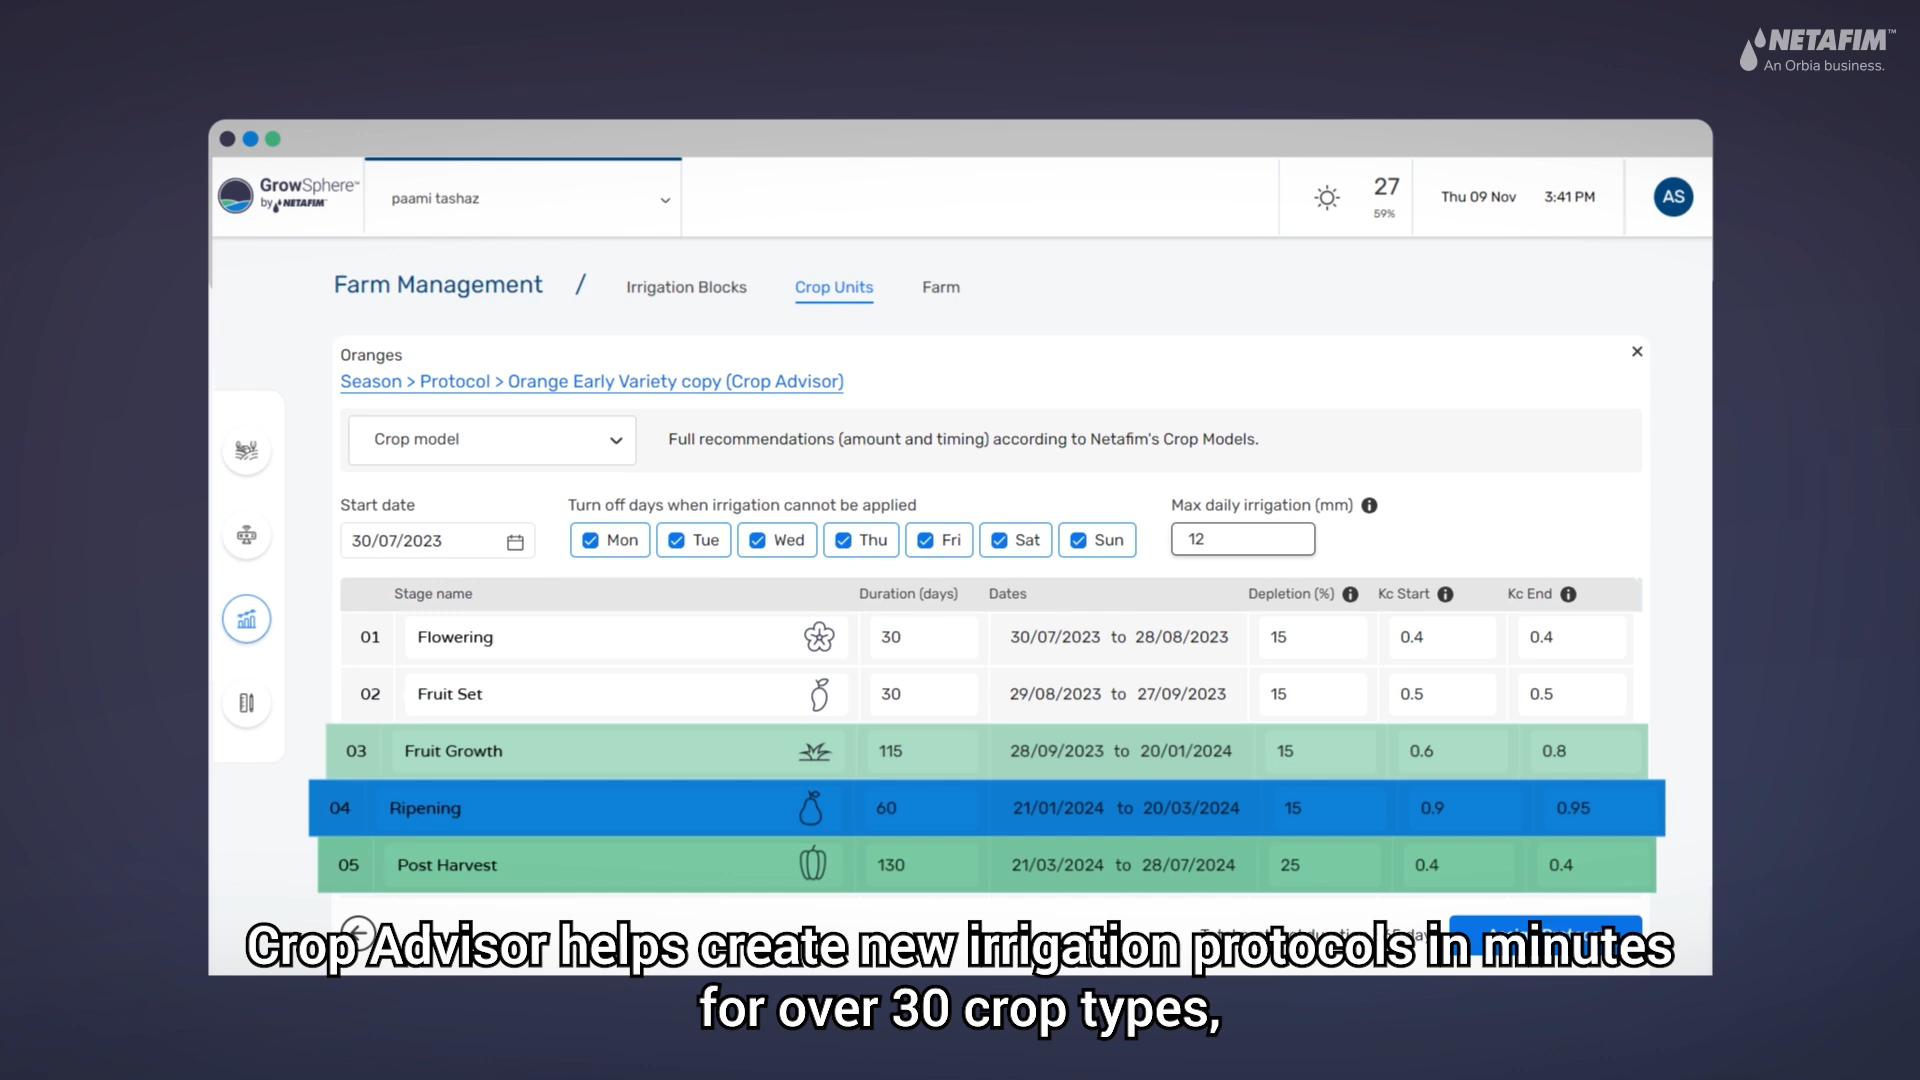 NETAFIM™
An Orbia business.
GrowSphere™
by NETAFIM™
paami tashaz
27
59%
Thu 09 Nov 3:41 PM
AS
Farm Management / Irrigation Blocks Crop Units Farm
Oranges
Season > Protocol > Orange Early Variety copy (Crop Advisor)
Crop model
Full recommendations (amount and timing) according to Netafim's Crop Models.
Start date
Turn off days when irrigation cannot be applied
Max daily irrigation (mm)
30/07/2023
Mon Tue Wed Thu Fri Sat Sun
12
Stage name Duration (days) Dates Depletion (%) Kc Start Kc End
01 Flowering 30 30/07/2023 to 28/08/2023 15 0.4 0.4
02 Fruit Set 30 29/08/2023 to 27/09/2023 15 0.5 0.5
03 Fruit Growth 115 28/09/2023 to 20/01/2024 15 0.6 0.8
04 Ripening 60 21/01/2024 to 20/03/2024 15 0.9 0.95
05 Post Harvest 130 21/03/2024 to 28/07/2024 25 0.4 0.4
Crop Advisor helps create new irrigation protocols in minutes
for over 30 crop types,